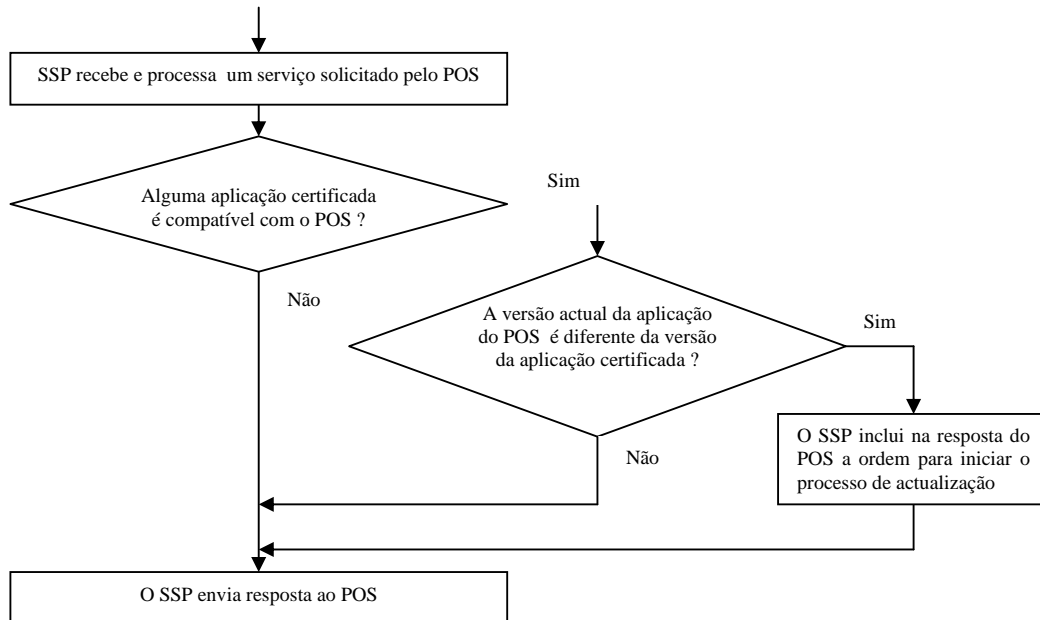 SSP recebe e processa um serviço solicitado pelo POS
Alguma aplicação certificada
é compatível com o POS ?
Sim
Não
A versão actual da aplicação
do POS é diferente da versão
da aplicação certificada ?
Sim
Não
O SSP inclui na resposta do
POS a ordem para iniciar o
processo de actualização
O SSP envia resposta ao POS